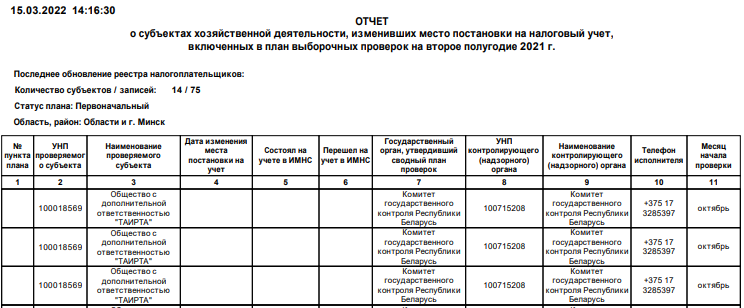 15.03.2022 14:16:30
ОТЧЕТ
о субъектах хозяйственной деятельности, изменивших место постановки на налоговый учет,
включенных в план выборочных проверок на второе полугодие 2021 г.
Последнее обновление реестра налогоплательщиков:
Количество субъектов / записей: 14 / 75
Статус плана: Первоначальный
Область, район: Области и г. Минск
№ пункта плана
УНП проверяемог о субъекта
Наименование проверяемого субъекта
Дата изменения места постановки на учет
Состоял на учете в ИМНС
Перешел на учет в ИМНС
Государственный орган, утвердивший сводный план проверок
УНП контролирующего (надзорного) органа
Наименование контролирующего (надзорного) органа
Телефон исполнителя
Месяц начала проверки
1 2 3 4 5 6 7 8 9 10 11
100018569
Общество с дополнительной ответственностью "ТАИРТА"
Комитет государственного контроля Республики Беларусь
100715208
Комитет государственного контроля Республики Беларусь
+375 17 3285397
октябрь
100018569
Общество с дополнительной ответственностью "ТАИРТА"
Комитет государственного контроля Республики Беларусь
100715208
Комитет государственного контроля Республики Беларусь
+375 17 3285397
октябрь
100018569
Общество с дополнительной ответственностью "ТАИРТА"
Комитет государственного контроля Республики Беларусь
100715208
Комитет государственного контроля Республики Беларусь
+375 17 3285397
октябрь
Общество с
Комитет
Комитет